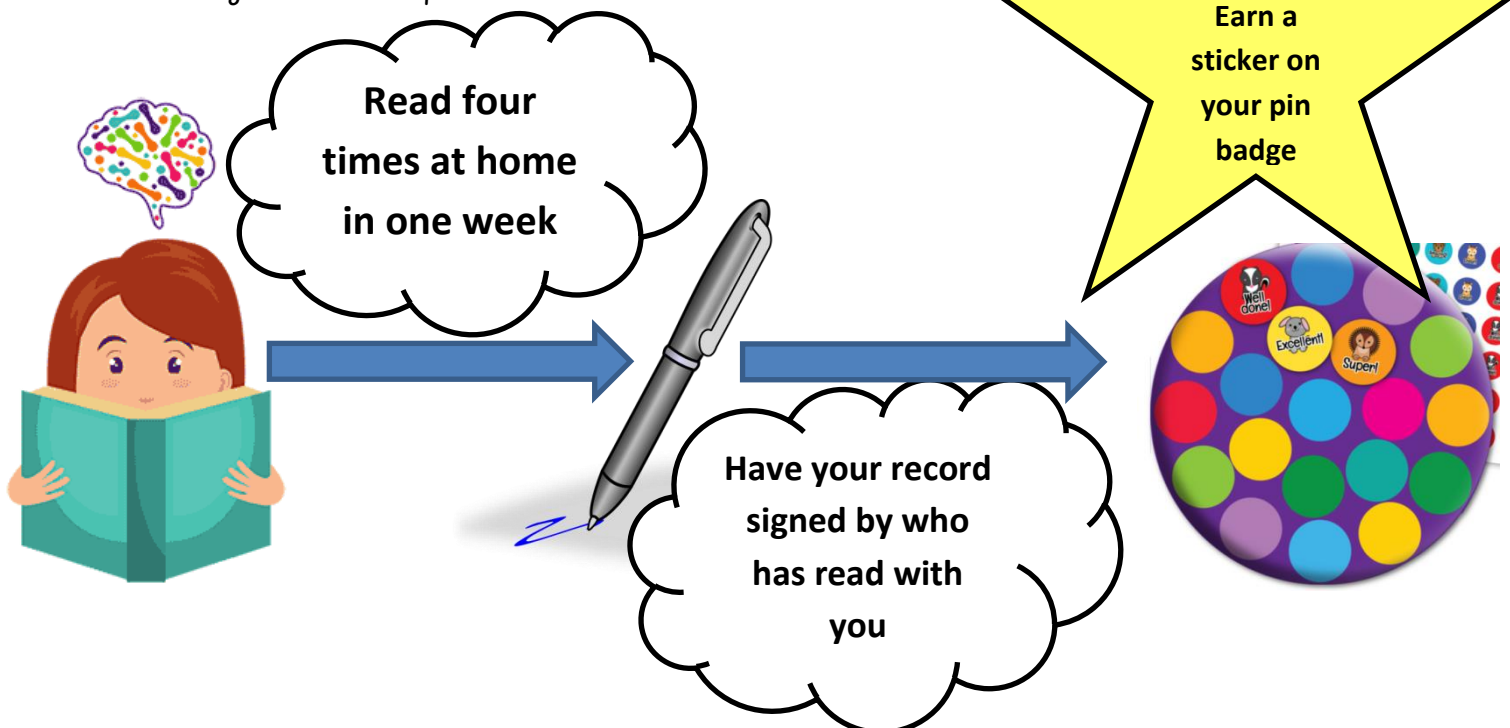 Read four
times at home
in one week
Earn a
sticker on
your pin
badge
Have your record
signed by who
has read with
you
Well
done!
Excellent!
Super!